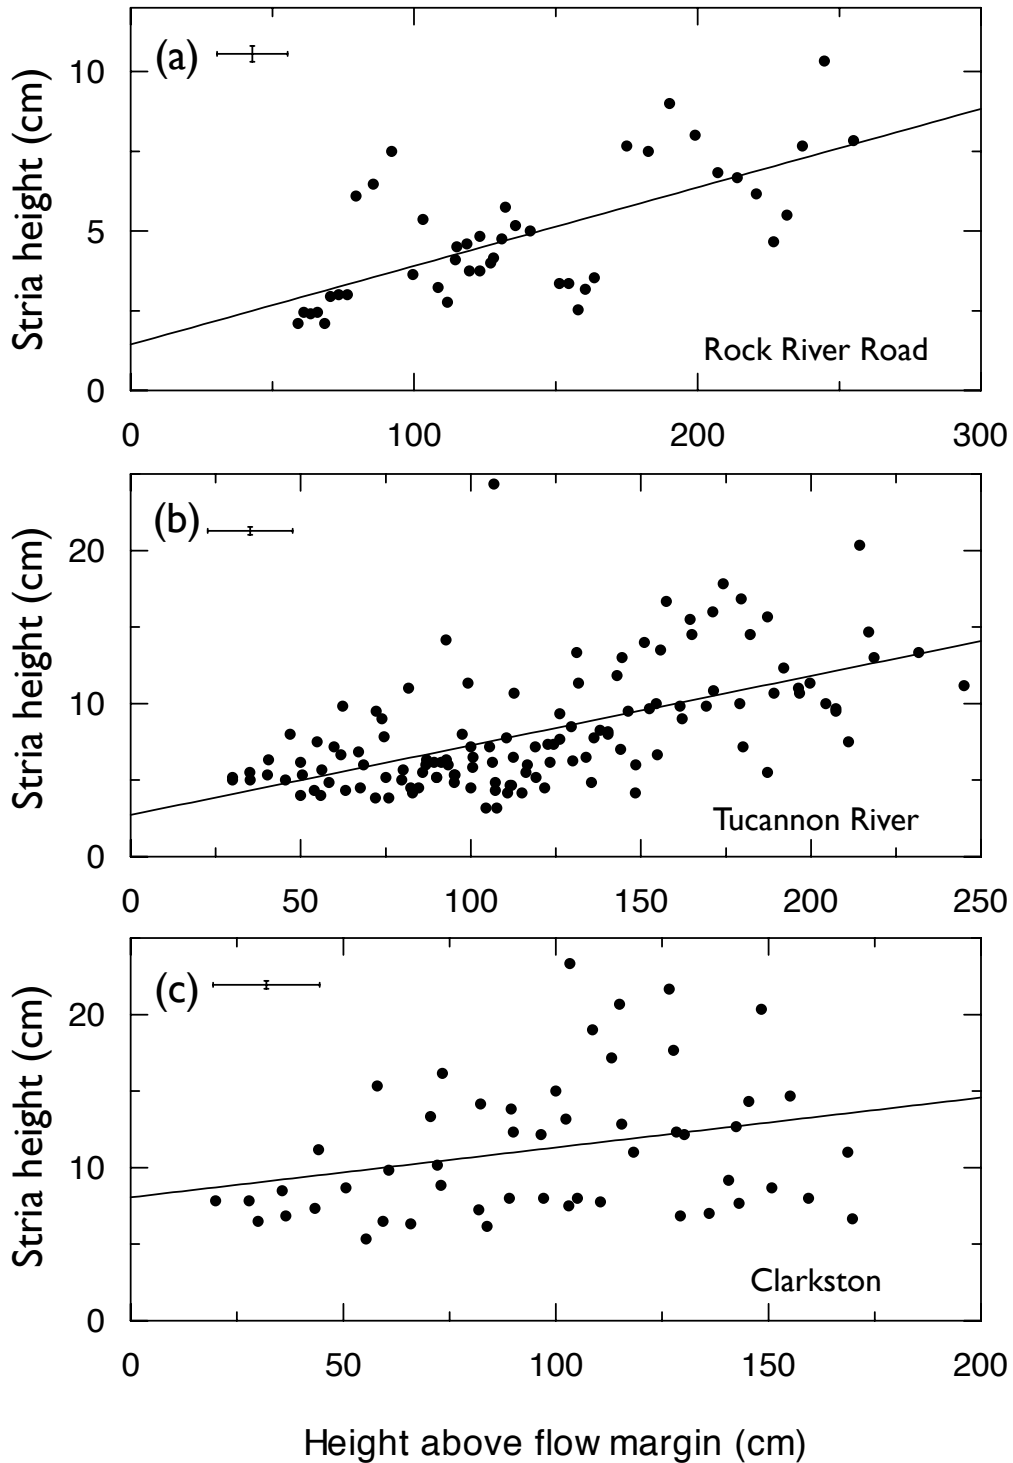 (a)
Stria height (cm)
10
5
0
Rock River Road
0 100 200 300
(b)
Stria height (cm)
20
10
0
Tucannon River
0 50 100 150 200 250
(c)
Stria height (cm)
20
10
0
Clarkston
0 50 100 150 200
Height above flow margin (cm)